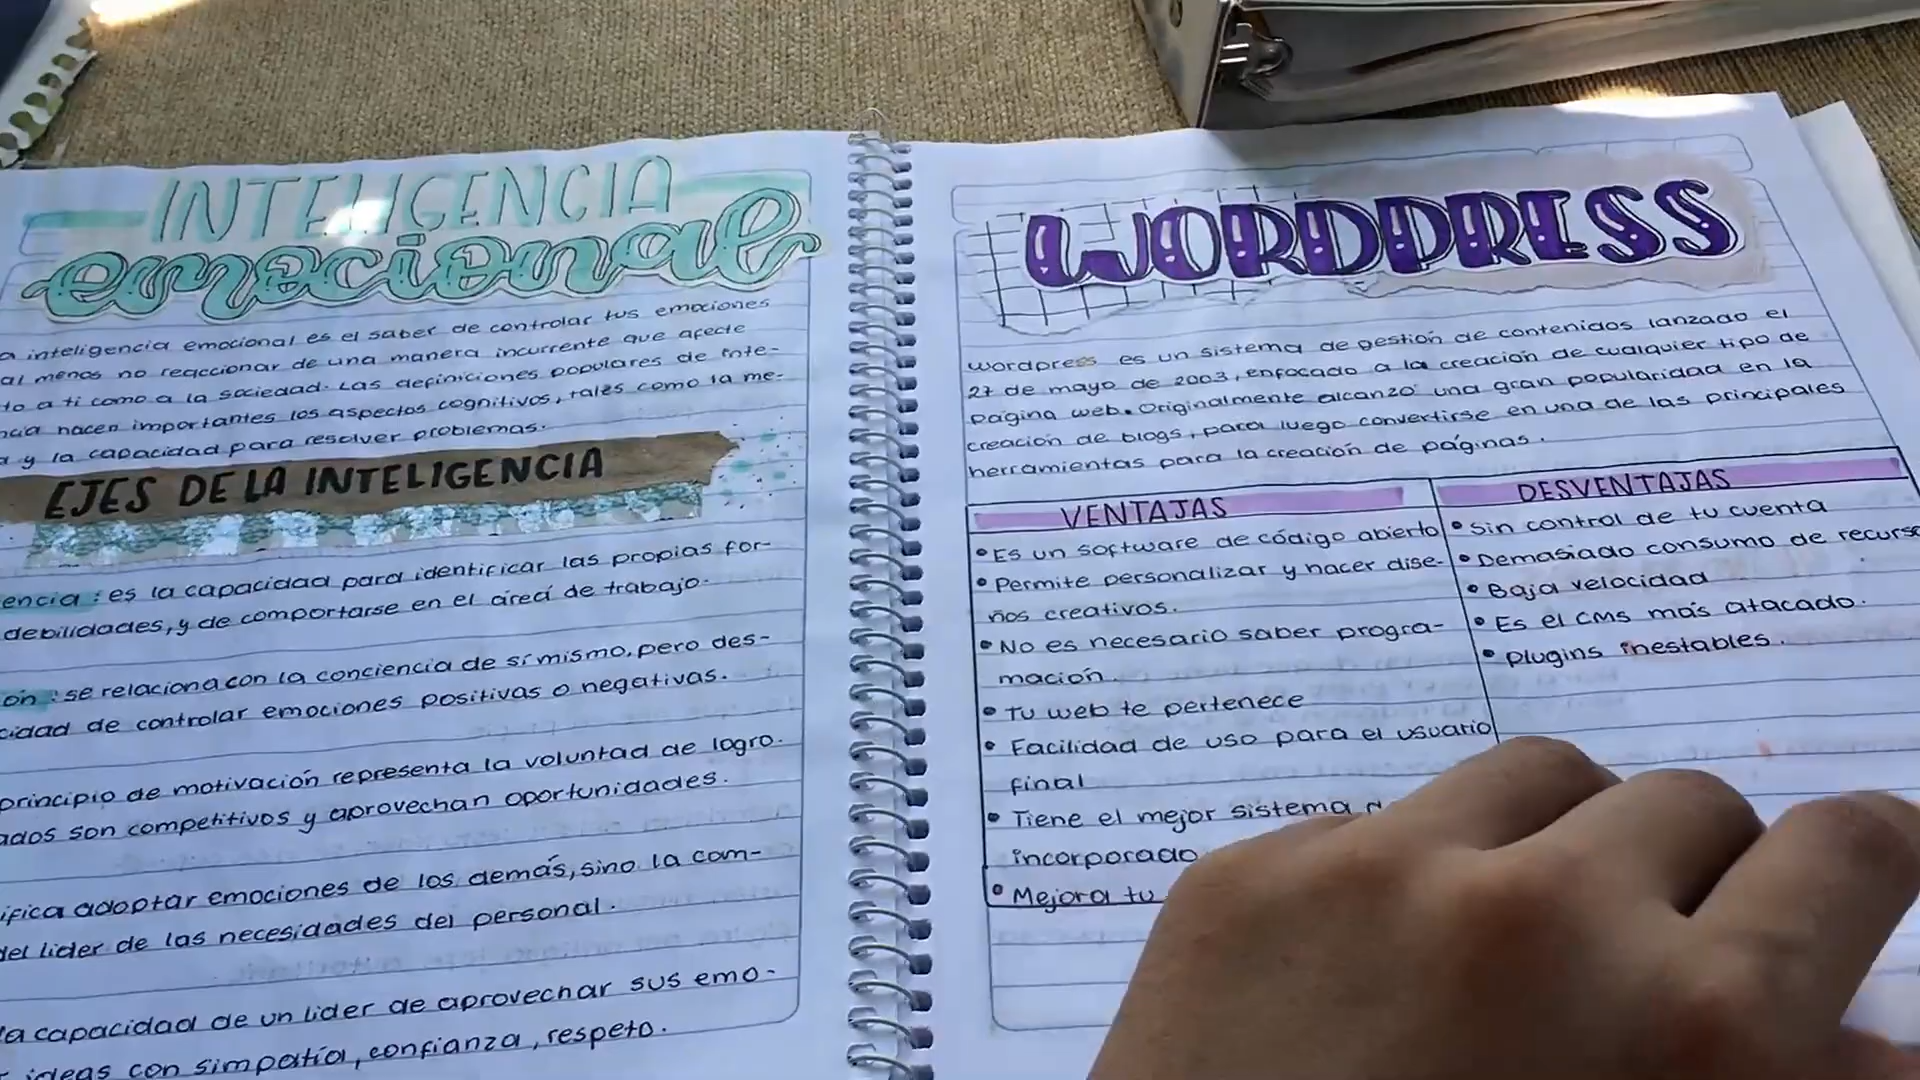 INTELIGENCIA
emocional
a inteligencia emocional es el saber de controlar tus emociones
al menos no reaccionar de una manera incurrente que afecte
to a ti como a la sociedad. Las definiciones populares de inte-
ncia hacen importantes los aspectos cognitivos, tales como la me-
a y la capacidad para resolver problemas.
EJES DE LA INTELIGENCIA
encia: es la capacidad para identificar las propias for-
debilidades, y de comportarse en el área de trabajo.
ón: se relaciona con la conciencia de sí mismo, pero des-
cidad de controlar emociones positivas o negativas.
principio de motivación representa la voluntad de logro.
ados son competitivos y aprovechan oportunidades.
ifica adoptar emociones de los demás, sino la com-
del lider de las necesidades del personal.
la capacidad de un lider de aprovechar sus emo-
ideas con simpatía, confianza, respeto.
WORDPRESS
Wordpress es un sistema de gestión de contenidos lanzado el
27 de mayo de 2003, enfocado a la creación de cualquier tipo de
página web. Originalmente alcanzó una gran popularidad en la
creación de blogs, para luego convertirse en una de las principales
herramientas para la creación de páginas.
VENTAJAS
• Es un software de código abierto
• Permite personalizar y hacer dise-
ños creativos.
• No es necesario saber progra-
mación.
• Tu web te pertenece
• Facilidad de uso para el usuario
final
• Tiene el mejor sistema
incorporado
• Mejora tu
DESVENTAJAS
• Sin control de tu cuenta
• Demasiado consumo de recurso
• Baja velocidad
• Es el CMS más atacado.
• Plugins inestables.